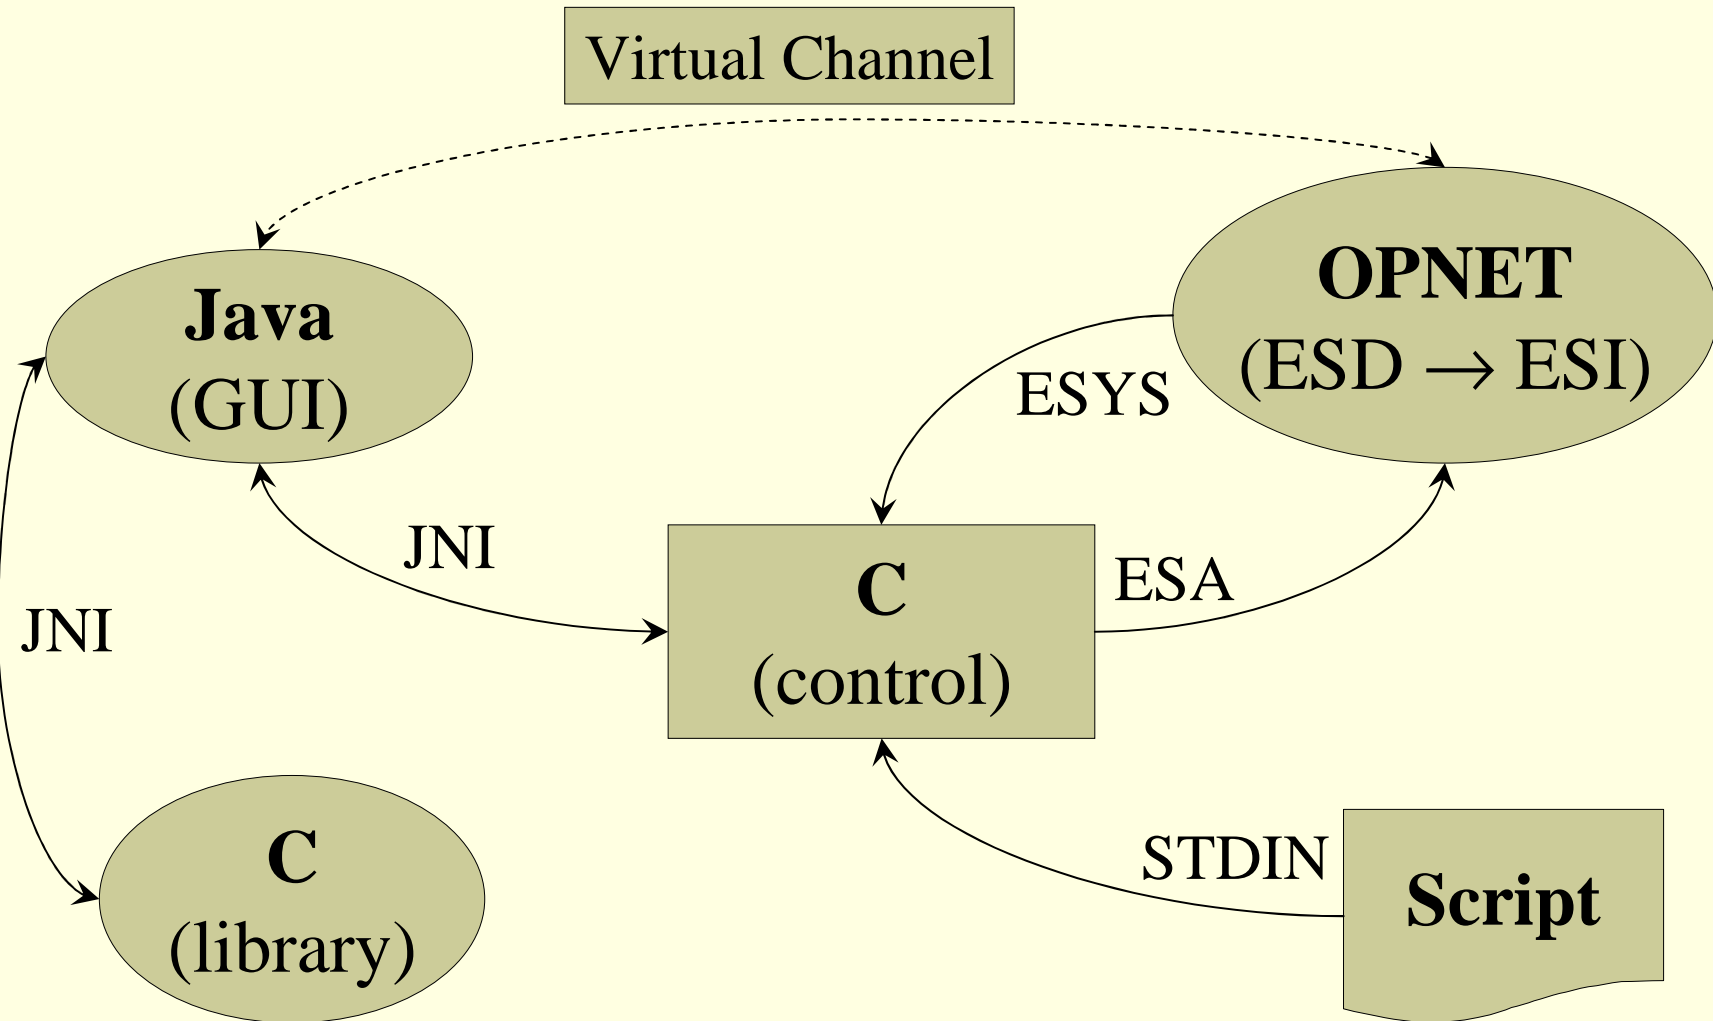 Virtual Channel
Java
(GUI)
OPNET
(ESD → ESI)
ESYS
JNI
C
(control)
ESA
JNI
C
(library)
STDIN
Script